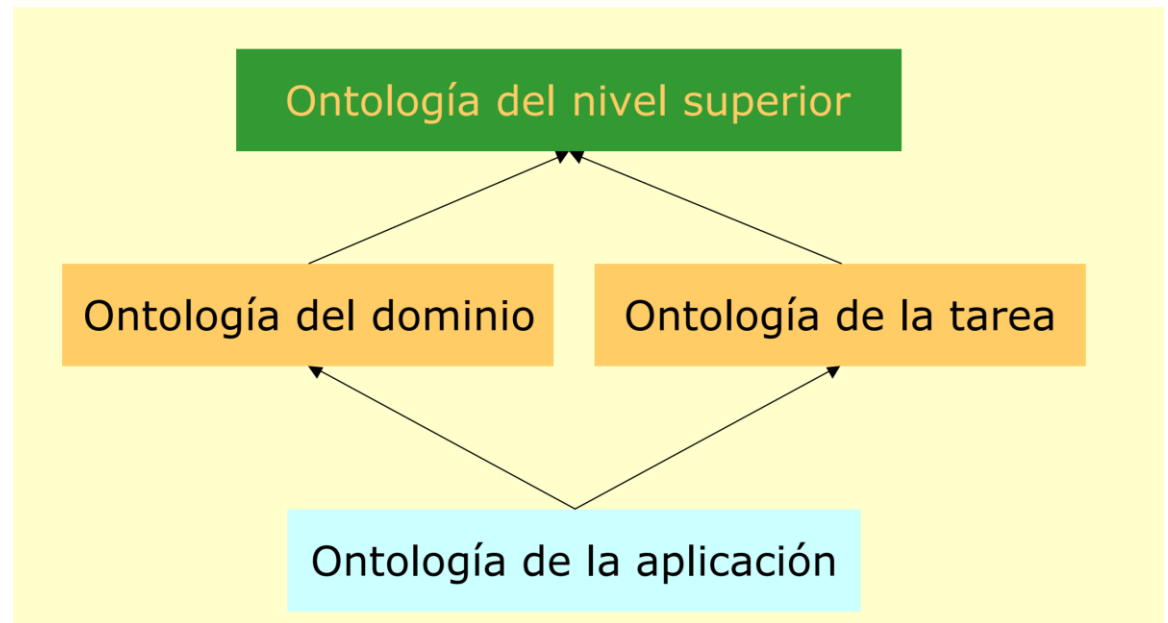 Ontología del nivel superior
Ontología del dominio
Ontología de la tarea
Ontología de la aplicación